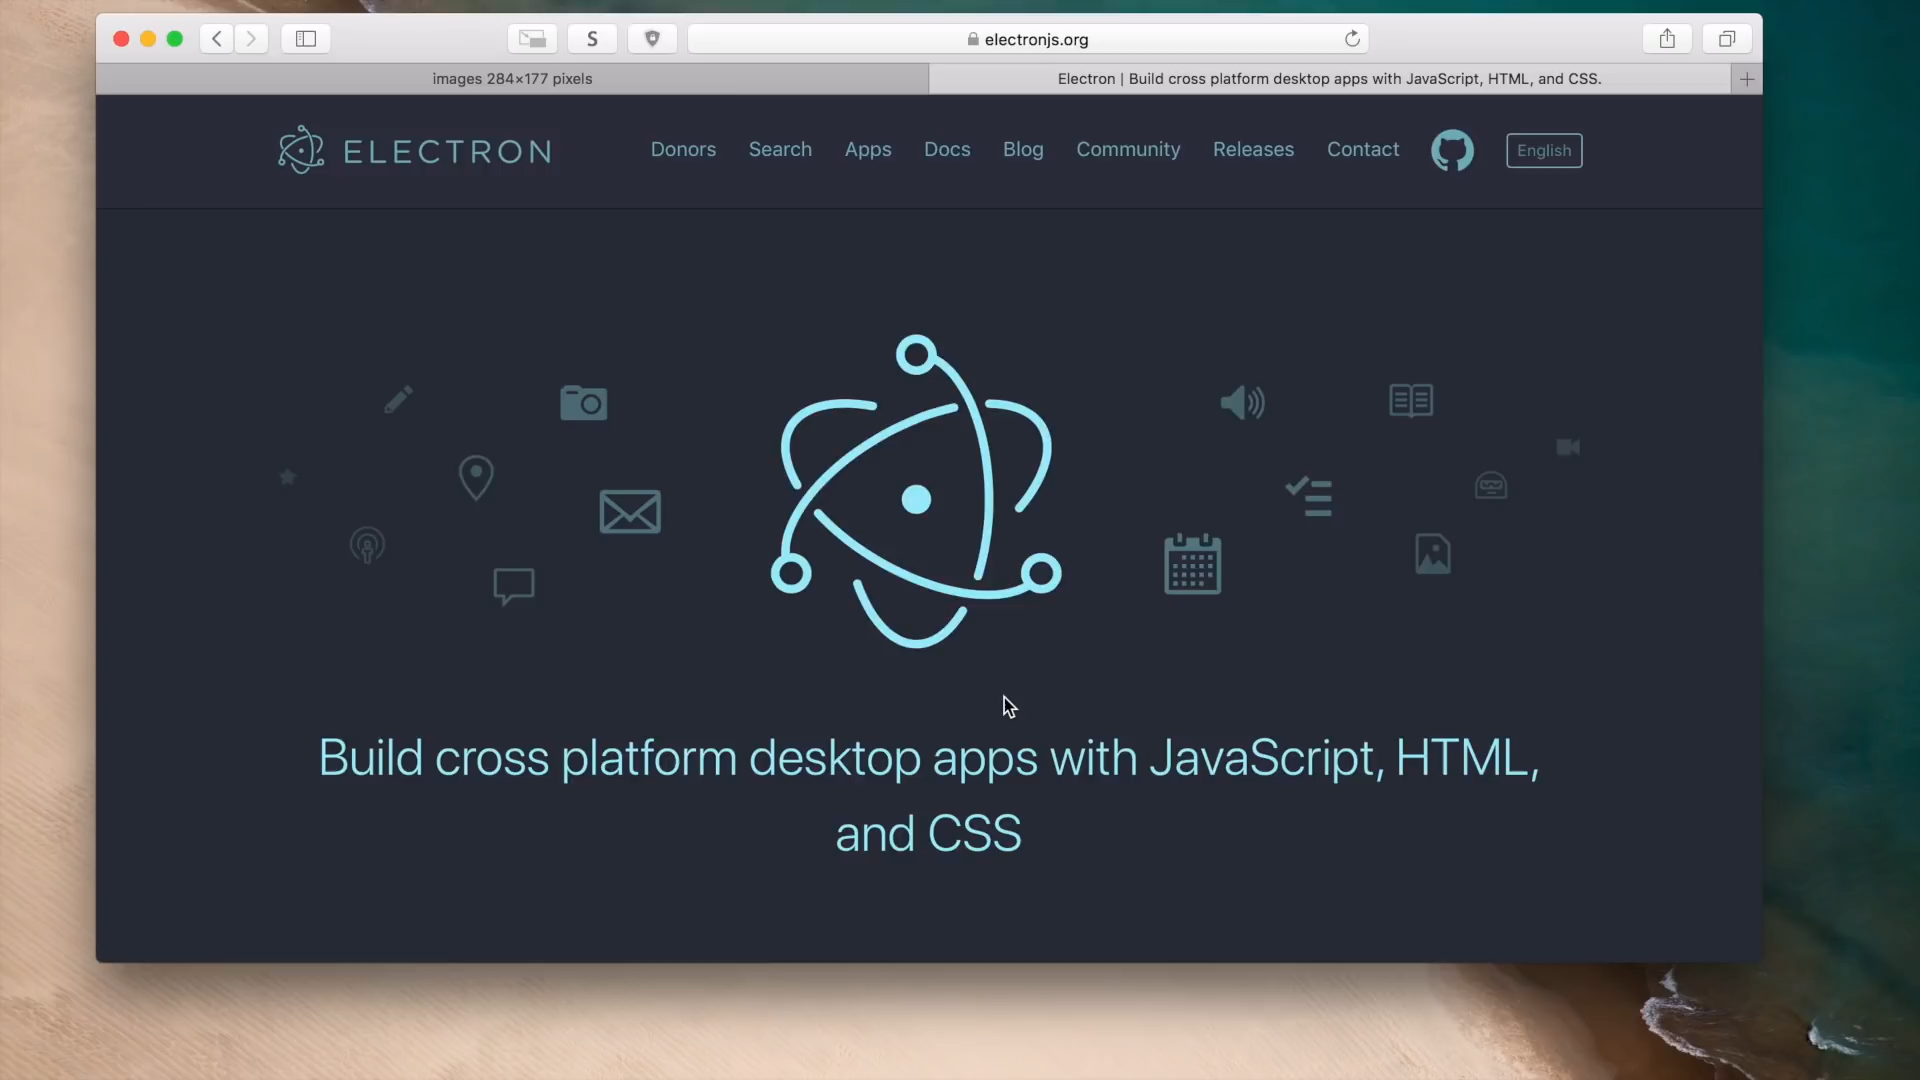 S
electronjs.org
images 284×177 pixels
Electron | Build cross platform desktop apps with JavaScript, HTML, and CSS.
ELECTRON
Donors
Search
Apps
Docs
Blog
Community
Releases
Contact
English
Build cross platform desktop apps with JavaScript, HTML,
and CSS